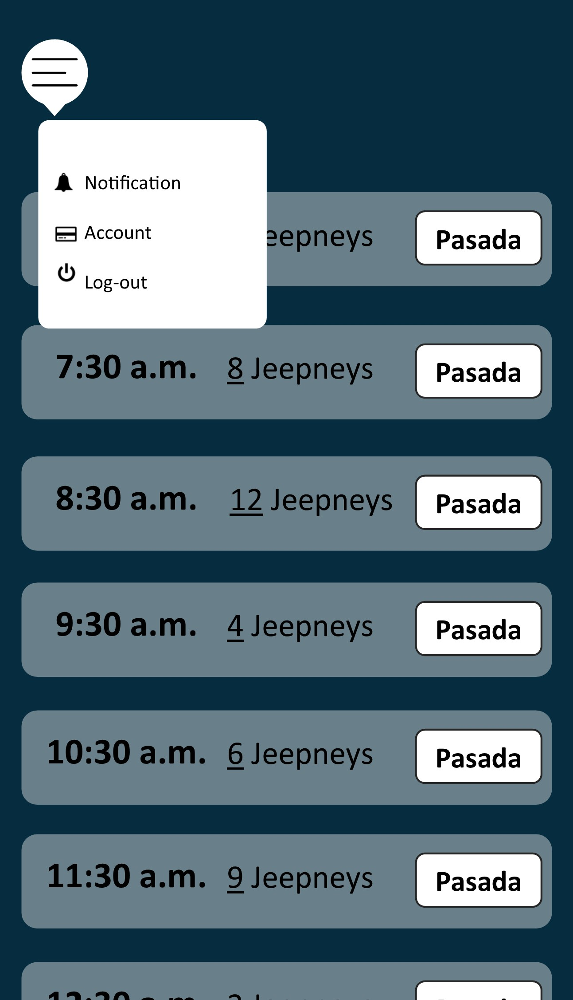 Notification
Account
Log-out
eepneys Pasada
7:30 a.m. 8 Jeepneys Pasada
8:30 a.m. 12 Jeepneys Pasada
9:30 a.m. 4 Jeepneys Pasada
10:30 a.m. 6 Jeepneys Pasada
11:30 a.m. 9 Jeepneys Pasada